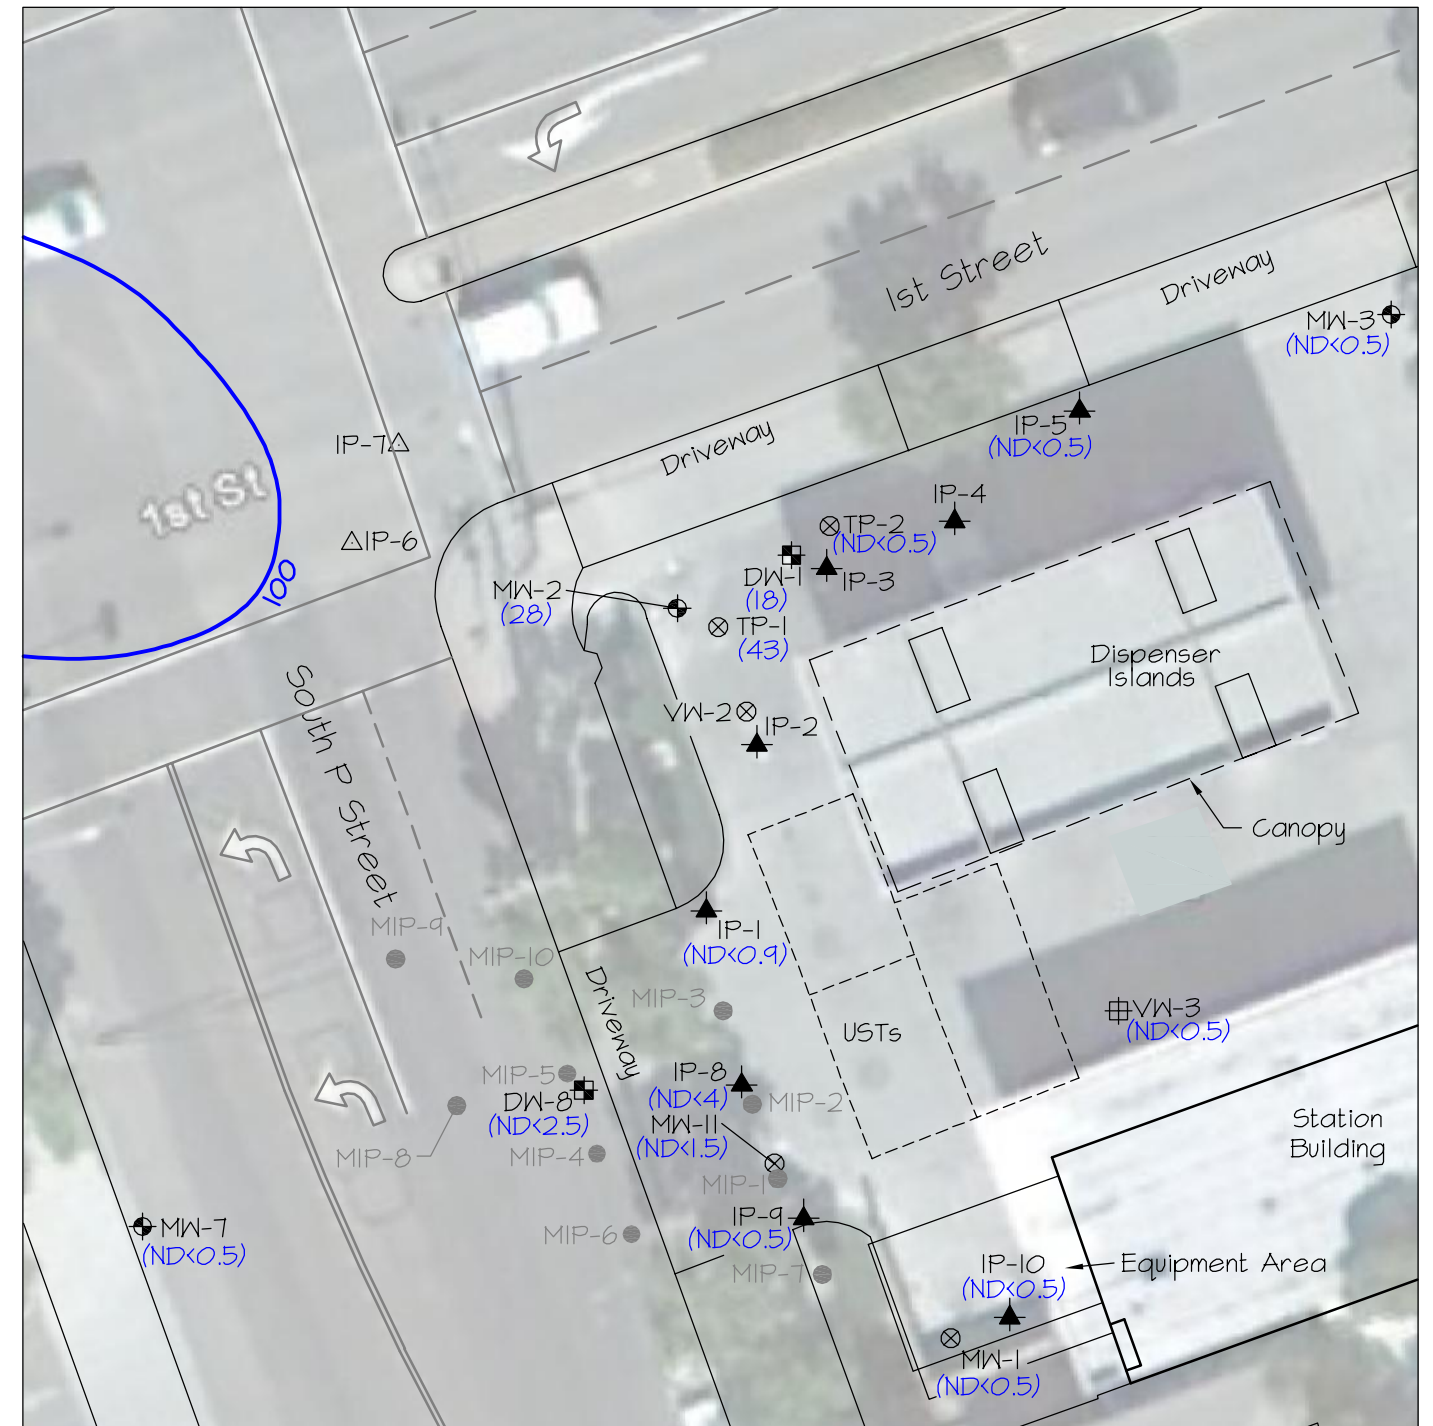 1st Street
Driveway
MW-3
(ND<0.5)
IP-5
(ND<0.5)
Driveway
IP-7
1st St
IP-6
100
IP-4
TP-2
(ND<0.5)
DW-1
(18)
IP-3
MW-2
(28)
TP-1
(43)
Dispenser
Islands
VW-2
IP-2
South P Street
Canopy
MIP-9
IP-1
(ND<0.9)
MIP-10
Driveway
MIP-3
VW-3
(ND<0.5)
USTs
MIP-5
DW-8
(ND<2.5)
IP-8
(ND<4)
MIP-2
MW-11
(ND<1.5)
MIP-8
MIP-4
Station
Building
MIP-1
IP-9
(ND<0.5)
MW-7
(ND<0.5)
MIP-6
MIP-7
IP-10
(ND<0.5)
Equipment Area
MW-1
(ND<0.5)